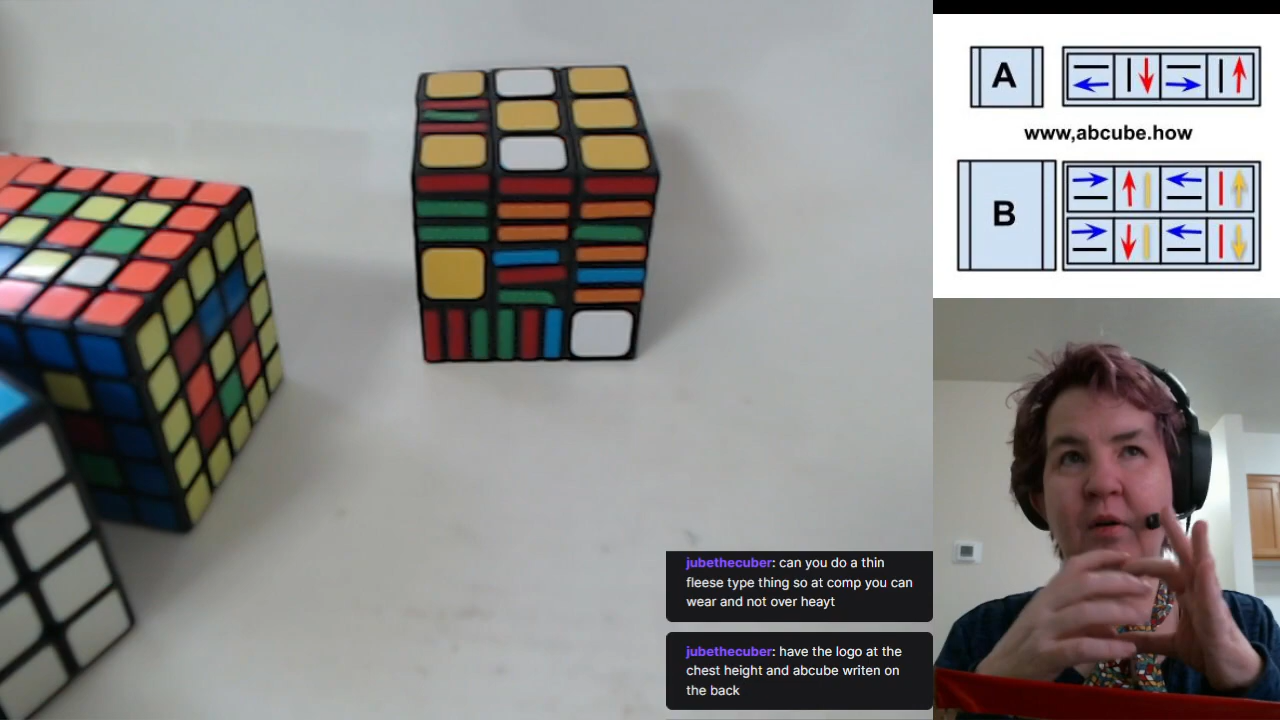 A
www,abcube.how
B
jubethecuber: can you do a thin
fleese type thing so at comp you can
wear and not over heayt
jubethecuber: have the logo at the
chest height and abcube writen on
the back